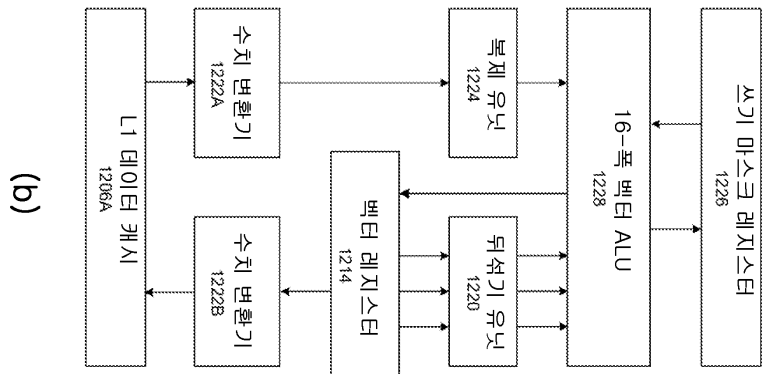 쓰기 마스크 레지스터
1226
16-폭 벡터 ALU
1228
복제 유닛
1224
뒤섞기 유닛
1220
벡터 레지스터
1214
수치 변환기
1222A
수치 변환기
1222B
L1 데이터 캐시
1206A
(b)